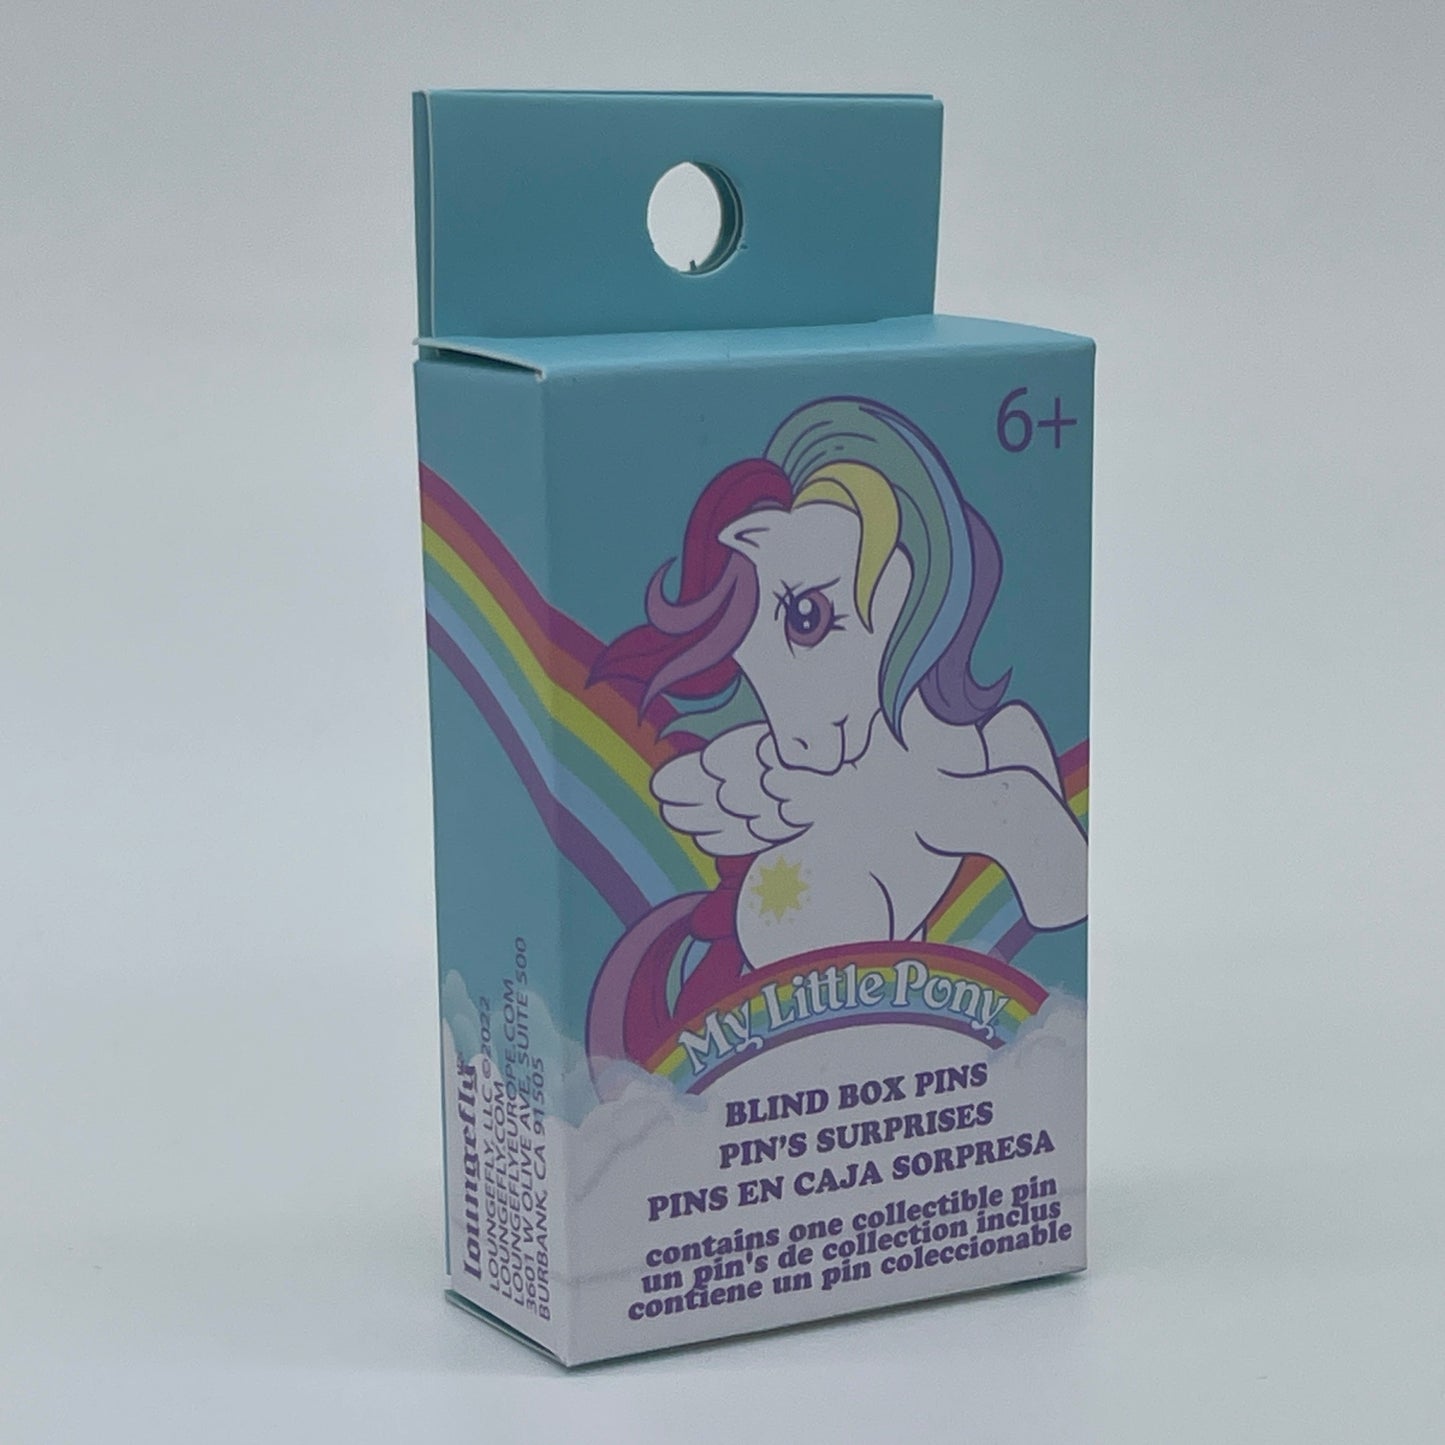 6+
My Little Pony
BLIND BOX PINS
PIN'S SURPRISES
PINS EN CAJA SORPRESA
contains one collectible pin
un pin's de collection inclus
contiene un pin coleccionable
loungefly
LOUNGEFLY, LLC ©2022
LOUNGEFLY.COM
LOUNGEFLYEUROPE.COM
3601 W OLIVE AVE, SUITE 500
BURBANK, CA 91505